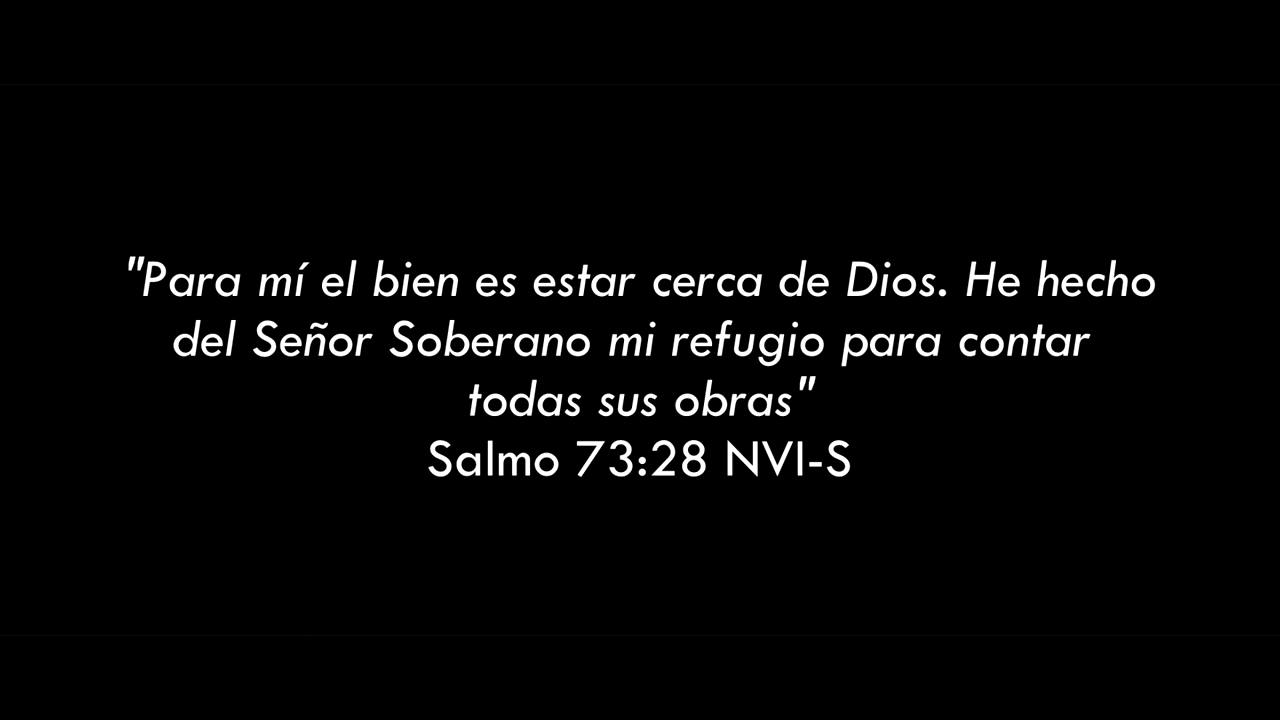 "Para mí el bien es estar cerca de Dios. He hecho
del Señor Soberano mi refugio para contar
todas sus obras"
Salmo 73:28 NVI-S